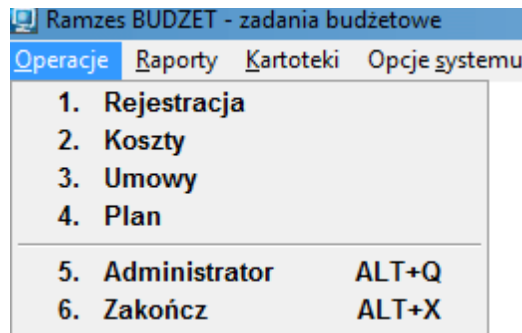 Ramzes BUDZET - zadania budżetowe
Operacje Raporty Kartoteki Opcje systemu
1. Rejestracja
2. Koszty
3. Umowy
4. Plan
5. Administrator ALT+Q
6. Zakończ ALT+X